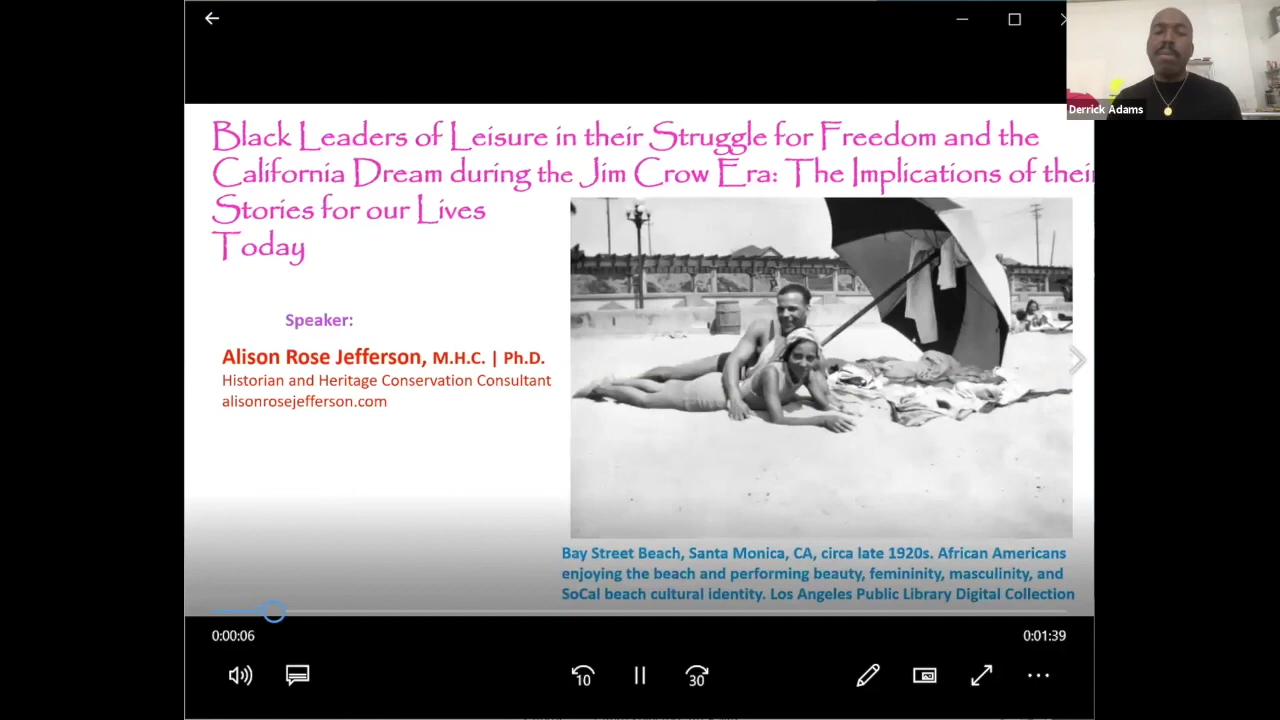 Derrick Adams
Black Leaders of Leisure in their Struggle for Freedom and the
California Dream during the Jim Crow Era: The Implications of their
Stories for our Lives
Today
Speaker:
Alison Rose Jefferson, M.H.C. | Ph.D.
Historian and Heritage Conservation Consultant
alisonrosejefferson.com
Bay Street Beach, Santa Monica, CA, circa late 1920s. African Americans
enjoying the beach and performing beauty, femininity, masculinity, and
SoCal beach cultural identity. Los Angeles Public Library Digital Collection
0:00:06
0:01:39
10
30